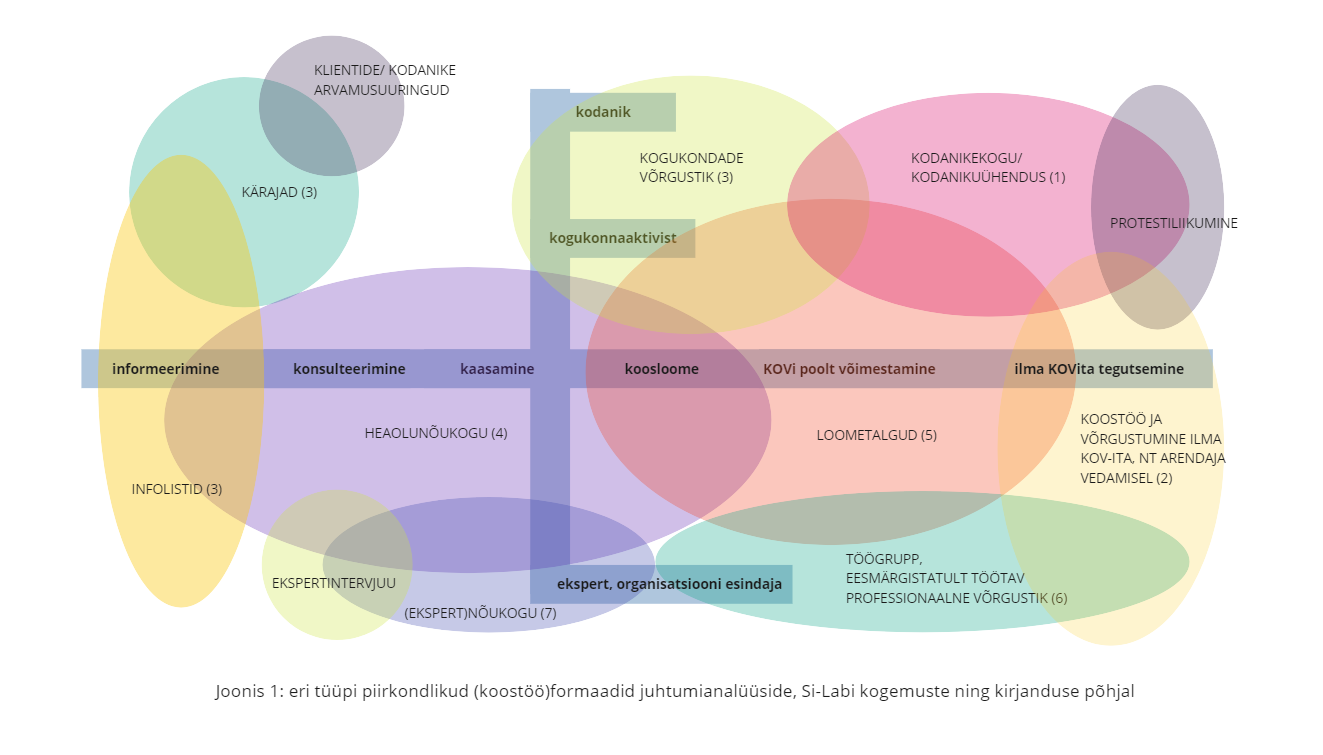 KLIENTIDE/ KODANIKE
ARVAMUSUURINGUD
kodanik
KOGUKONDADE
VÕRGUSTIK (3)
KODANIKEKOGU/
KODANIKUÜHENDUS (1)
KÄRAJAD (3)
PROTESTILIIKUMINE
kogukonnaaktivist
informeerimine
konsulteerimine
kaasamine
koosloome
KOVi poolt võimestamine
ilma KOVita tegutsemine
HEAOLUNÕUKOGU (4)
LOOMETALGUD (5)
KOOSTÖÖ JA
VÕRGUSTUMINE ILMA
KOV-ITA, NT ARENDAJA
VEDAMISEL (2)
INFOLISTID (3)
EKSPERTINTERVJUU
ekspert, organisatsiooni esindaja
(EKSPERT)NÕUKOGU (7)
TÖÖGRUPP,
EESMÄRGISTATULT TÖÖTAV
PROFESSIONAALNE VÕRGUSTIK (6)
Joonis 1: eri tüüpi piirkondlikud (koostöö)formaadid juhtumianalüüside, Si-Labi kogemuste ning kirjanduse põhjal